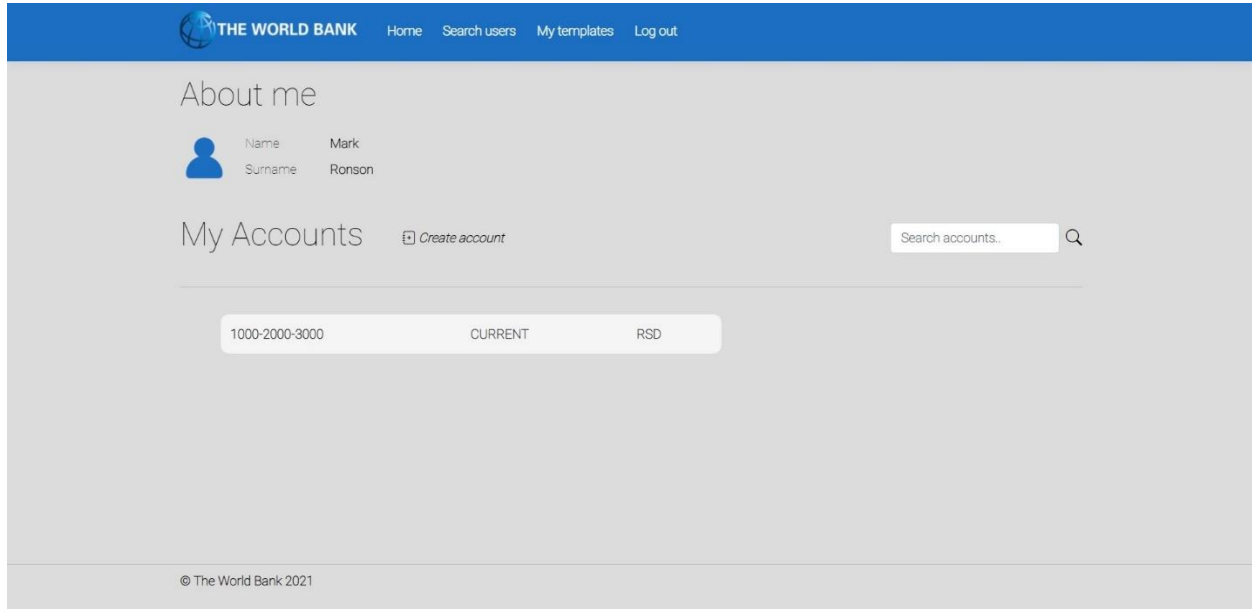 THE WORLD BANK Home Search users My templates Log out
About me
Name Mark
Surname Ronson
My Accounts Create account Search accounts..
1000-2000-3000 CURRENT RSD
© The World Bank 2021